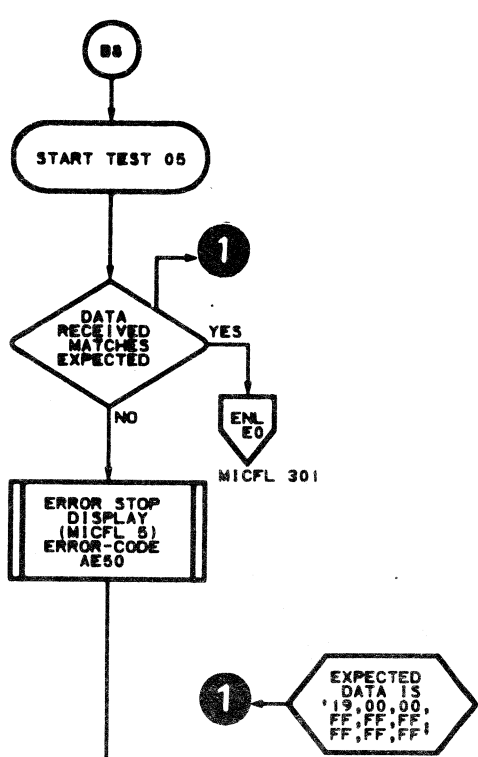 START TEST 05
1
DATA
RECEIVED
MATCHES
EXPECTED
YES
NO
ENL
E0
MICFL 301
ERROR STOP
DISPLAY
(MICFL 5)
ERROR-CODE
AE50
1
EXPECTED
DATA IS
'19,00,00,
FF,FF,FF,
FF,FF,FF'